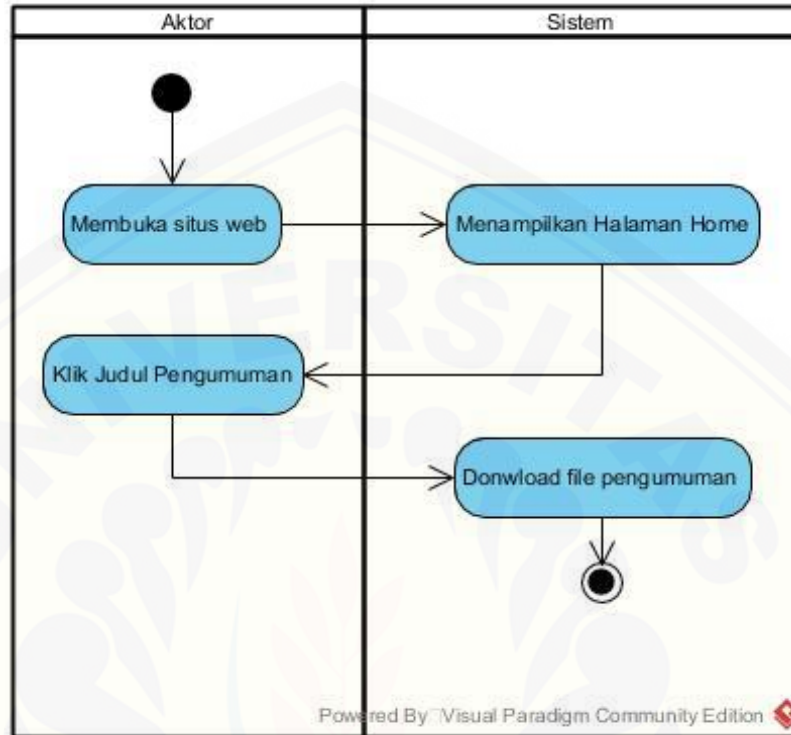 Aktor
Sistem
Membuka situs web
Menampilkan Halaman Home
Klik Judul Pengumuman
Donwload file pengumuman
UNIVERSITAS
Powered By Visual Paradigm Community Edition